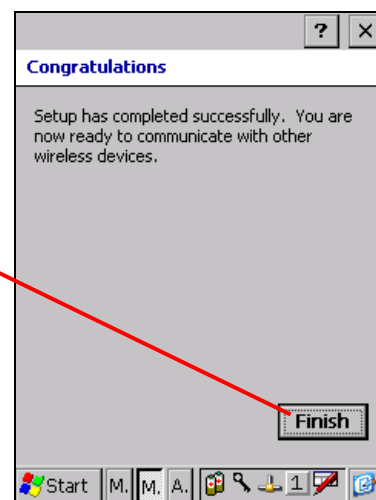 ? ×
Congratulations
Setup has completed successfully. You are
now ready to communicate with other
wireless devices.
Finish
Start M. M. A. 1